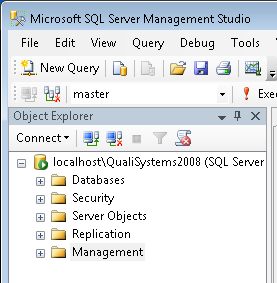 Microsoft SQL Server Management Studio
File Edit View Query Debug Tools
New Query
master
Object Explorer
Connect
localhost\QualiSystems2008 (SQL Server
Databases
Security
Server Objects
Replication
Management